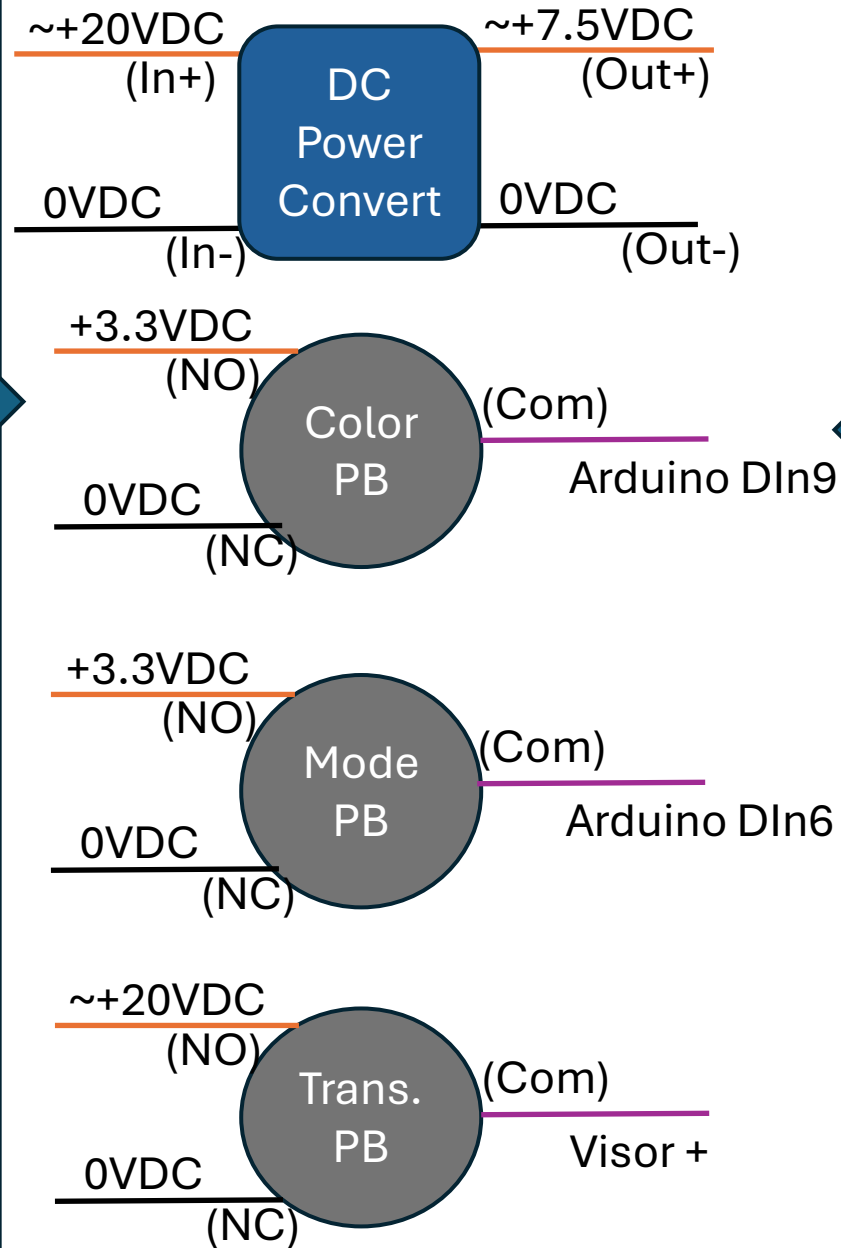 ~+20VDC
(In+)
DC
Power
Convert
~+7.5VDC
(Out+)
0VDC
(In-)
0VDC
(Out-)
+3.3VDC
(NO)
Color
PB
(Com)
Arduino DIn9
0VDC
(NC)
+3.3VDC
(NO)
Mode
PB
(Com)
Arduino DIn6
0VDC
(NC)
~+20VDC
(NO)
Trans.
PB
(Com)
Visor +
0VDC
(NC)